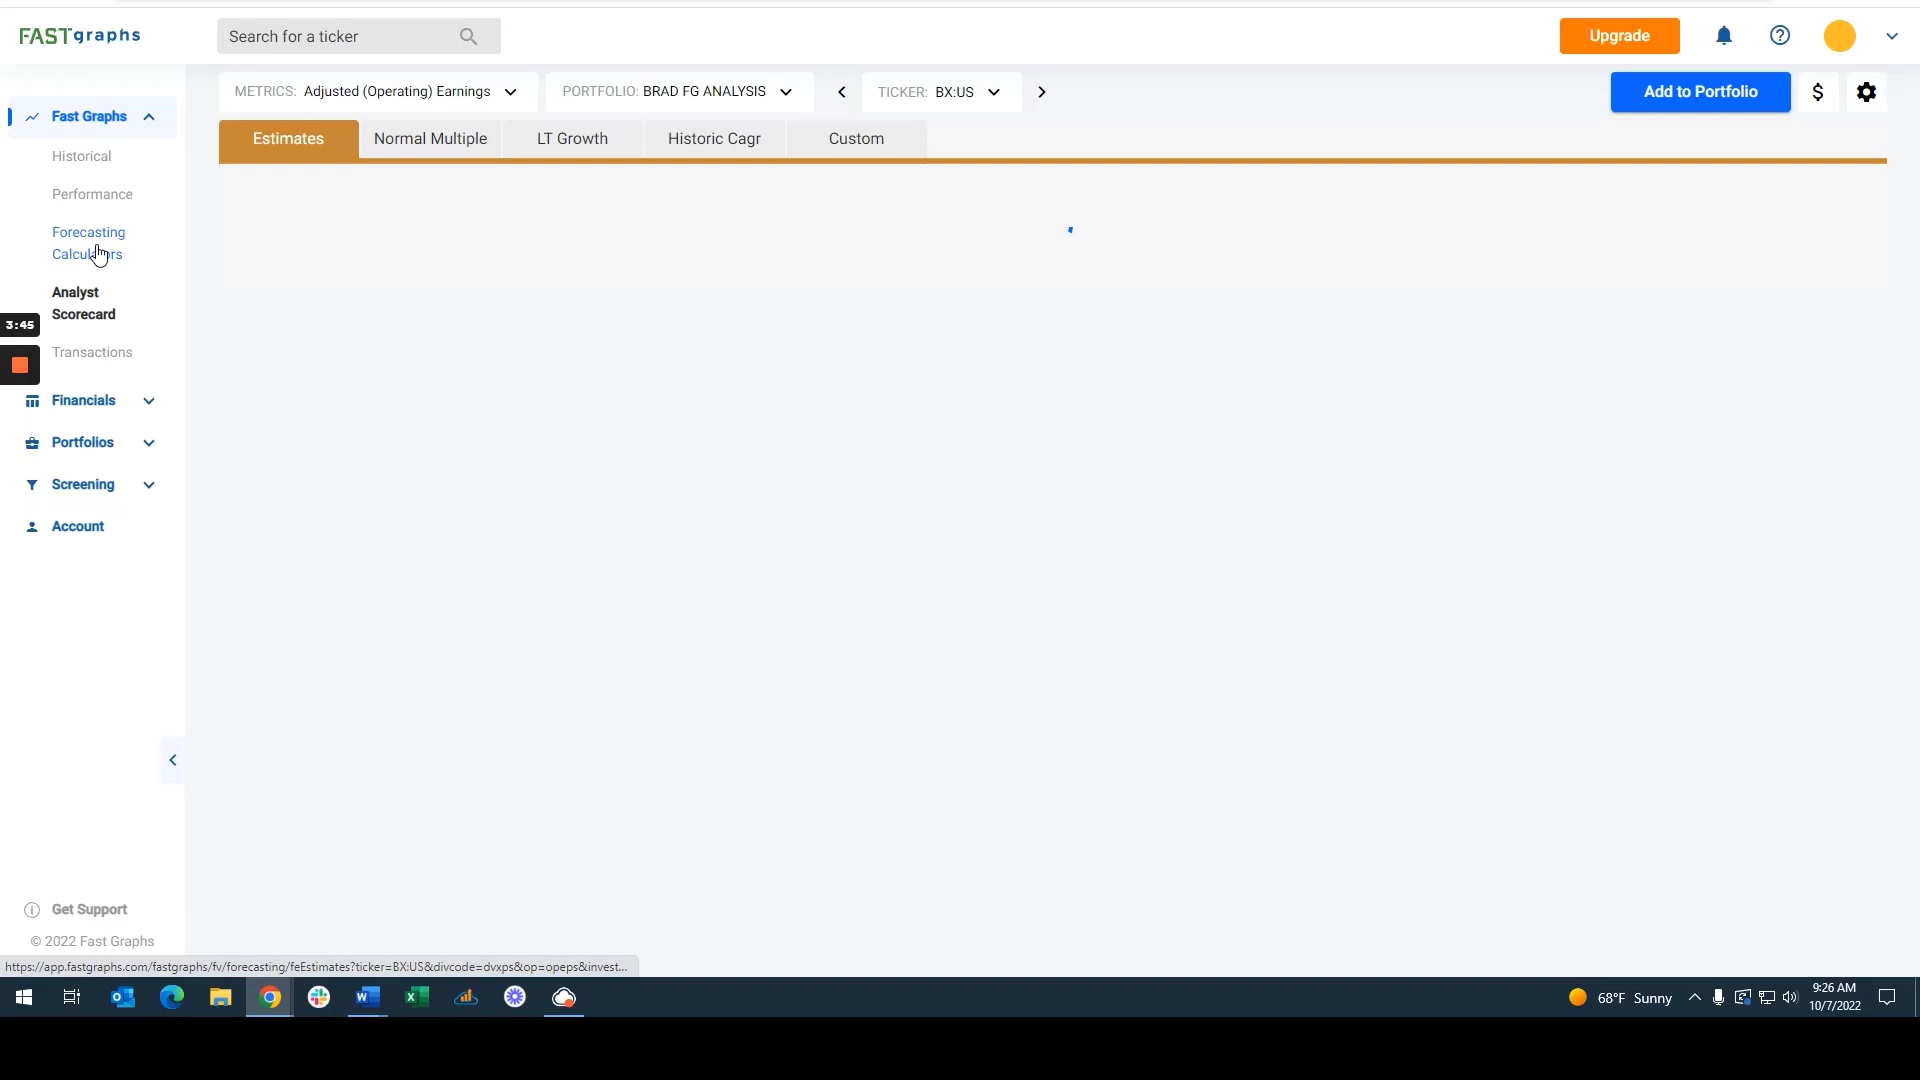 FASTgraphs
Search for a ticker
Upgrade
METRICS: Adjusted (Operating) Earnings
PORTFOLIO: BRAD FG ANALYSIS
TICKER: BX:US
Add to Portfolio
$
Estimates
Normal Multiple
LT Growth
Historic Cagr
Custom
Fast Graphs
Historical
Performance
Forecasting
Calculators
Analyst
Scorecard
3:45
Transactions
Financials
Portfolios
Screening
Account
Get Support
© 2022 Fast Graphs
https://app.fastgraphs.com/fastgraphs/fv/forecasting/feEstimates?ticker=BX:US&divcode=dvxps&op=opeps&invest...
68°F Sunny
9:26 AM
10/7/2022